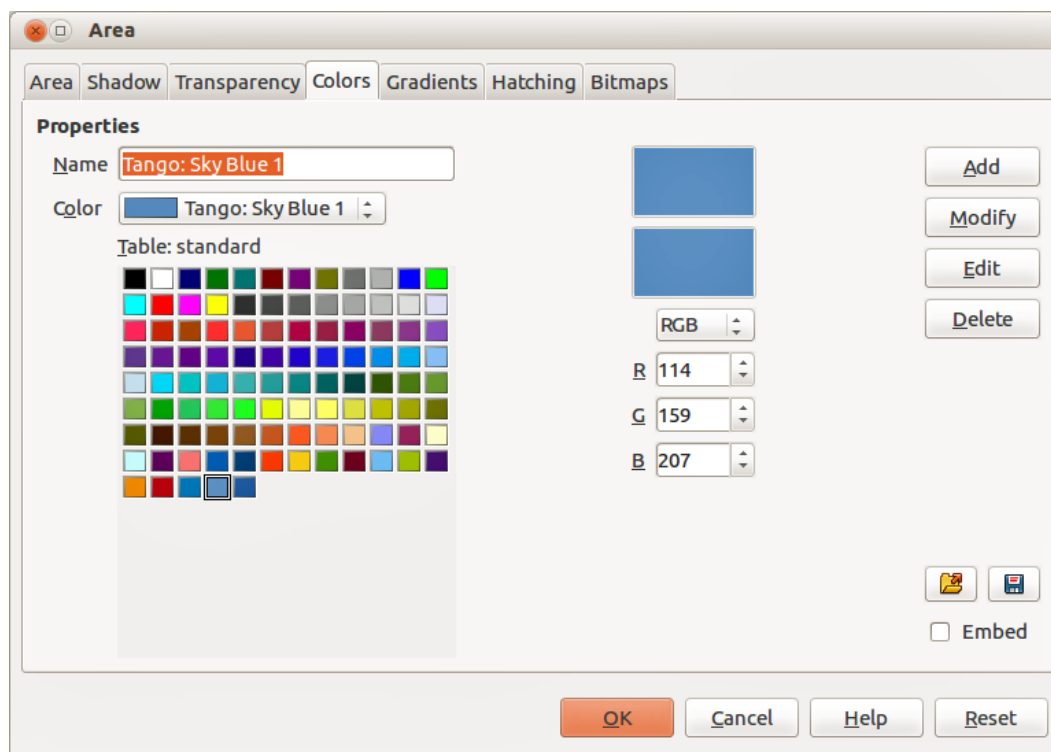 Area
Area Shadow Transparency Colors Gradients Hatching Bitmaps
Properties
Name Tango: Sky Blue 1
Add
Color Tango: Sky Blue 1
Modify
Table: standard
Edit
Delete
RGB
R 114
G 159
B 207
Embed
OK Cancel Help Reset